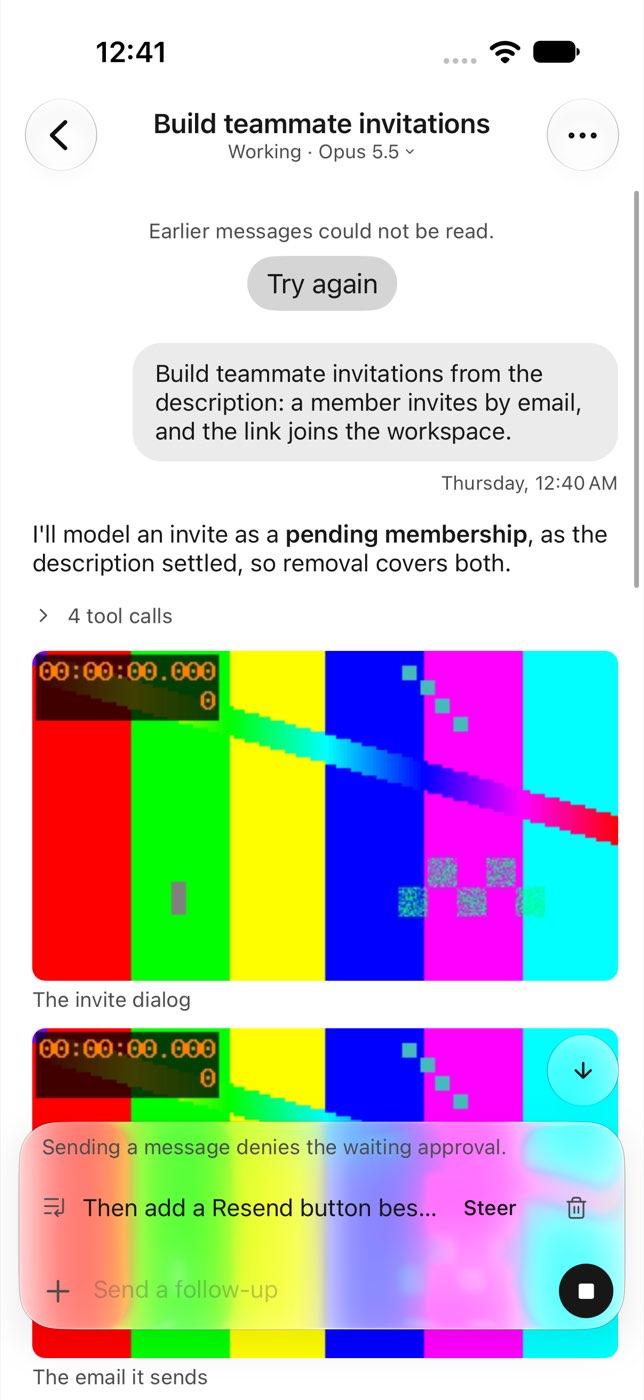 12:41
Build teammate invitations
Working · Opus 5.5
Earlier messages could not be read.
Try again
Build teammate invitations from the
description: a member invites by email,
and the link joins the workspace.
Thursday, 12:40 AM
I'll model an invite as a pending membership, as the
description settled, so removal covers both.
4 tool calls
00:00:00.000
0
The invite dialog
00:00:00.000
0
Sending a message denies the waiting approval.
Then add a Resend button bes... Steer
Send a follow-up
The email it sends